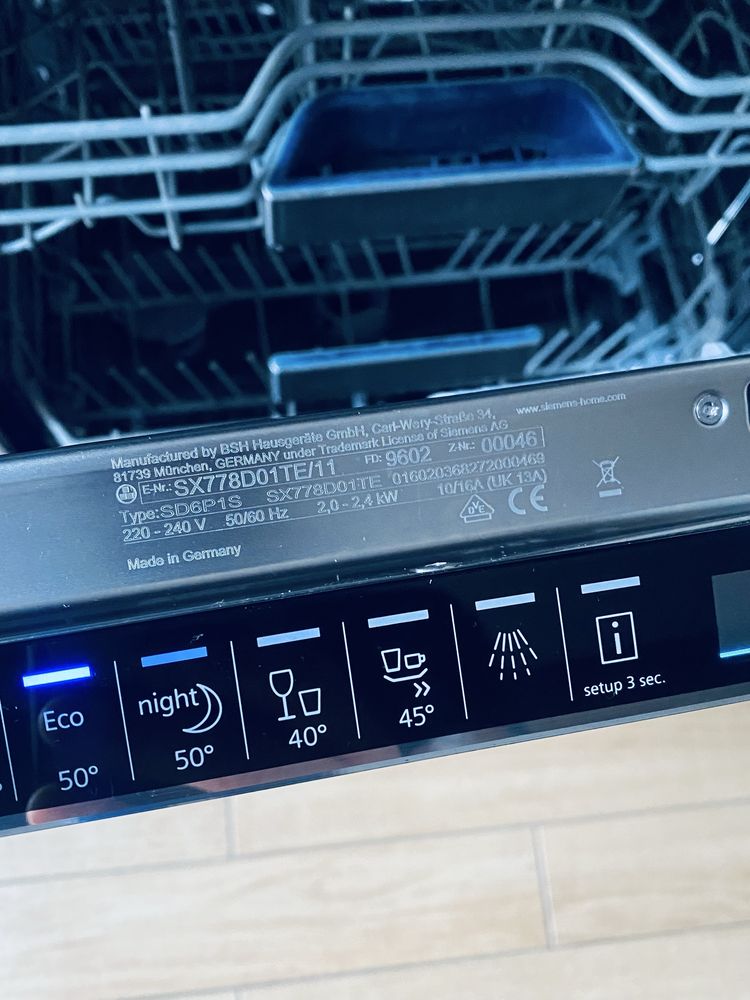 Manufactured by BSH Hausgeräte GmbH, Carl-Wery-Straße 34,
www.siemens-home.com
81739 München, GERMANY under Trademark License of Siemens AG
E-Nr.: SX778D01TE/11 FD: 9602 Z-Nr.: 00046
Type: SD6P1S SX778D01TE 016020368272000469
220 - 240 V 50/60 Hz 2,0 - 2,4 kW 10/16A (UK 13A)
DVE CE
Made in Germany
Eco
50°
night
50°
40°
45°
i
setup 3 sec.